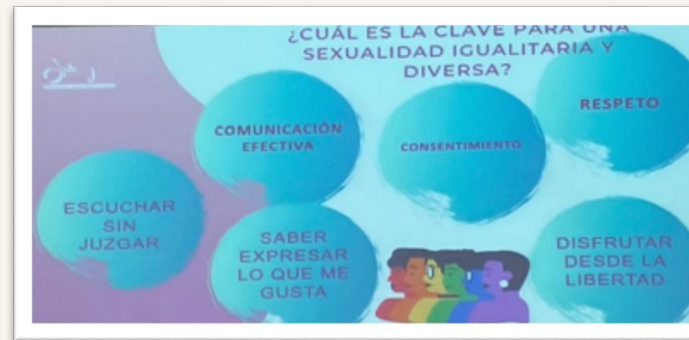 ¿CUÁL ES LA CLAVE PARA UNA
SEXUALIDAD IGUALITARIA Y
DIVERSA?
RESPETO
COMUNICACIÓN
EFECTIVA
CONSENTIMIENTO
ESCUCHAR
SIN
JUZGAR
SABER
EXPRESAR
LO QUE ME
GUSTA
DISFRUTAR
DESDE LA
LIBERTAD